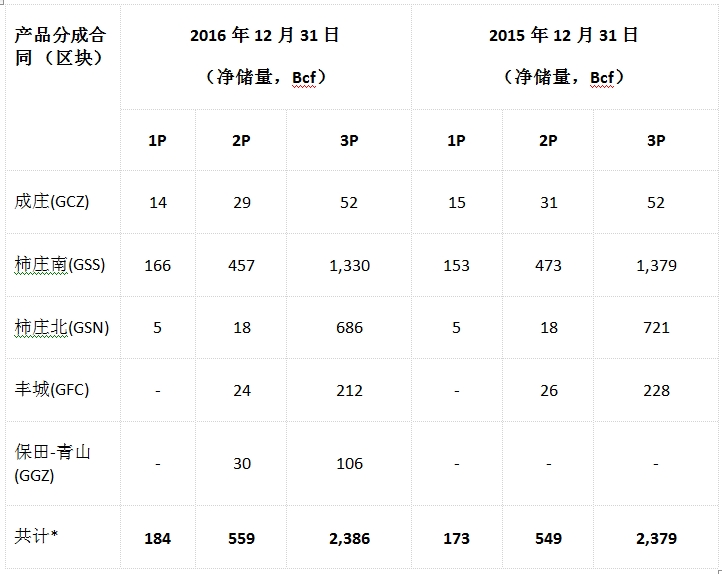 产品分成合同（区块） 2016 年 12 月 31 日（净储量，Bcf） 2015 年 12 月 31 日（净储量，Bcf）
1P 2P 3P 1P 2P 3P
成庄(GCZ) 14 29 52 15 31 52
柿庄南(GSS) 166 457 1,330 153 473 1,379
柿庄北(GSN) 5 18 686 5 18 721
丰城(GFC) - 24 212 - 26 228
保田-青山(GGZ) - 30 106 - - -
共计* 184 559 2,386 173 549 2,379